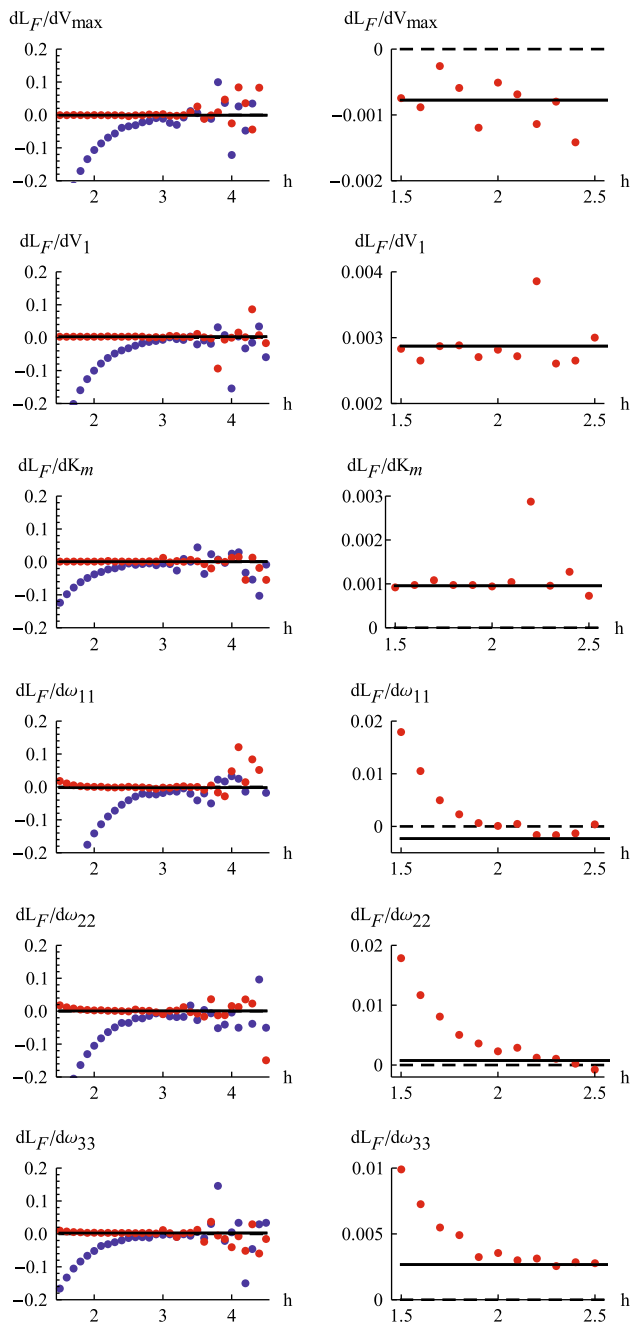 dL_F/dV_max
0.2
0.1
0.0
−0.1
−0.2
2 3 4
h
dL_F/dV_max
0
−0.001
−0.002
1.5 2 2.5
h
dL_F/dV_1
0.2
0.1
0.0
−0.1
−0.2
2 3 4
h
dL_F/dV_1
0.004
0.003
0.002
1.5 2 2.5
h
dL_F/dK_m
0.2
0.1
0.0
−0.1
−0.2
2 3 4
h
dL_F/dK_m
0.003
0.002
0.001
0
1.5 2 2.5
h
dL_F/dω_11
0.2
0.1
0.0
−0.1
−0.2
2 3 4
h
dL_F/dω_11
0.02
0.01
0
1.5 2 2.5
h
dL_F/dω_22
0.2
0.1
0.0
−0.1
−0.2
2 3 4
h
dL_F/dω_22
0.02
0.01
0
1.5 2 2.5
h
dL_F/dω_33
0.2
0.1
0.0
−0.1
−0.2
2 3 4
h
dL_F/dω_33
0.01
0.005
0
1.5 2 2.5
h